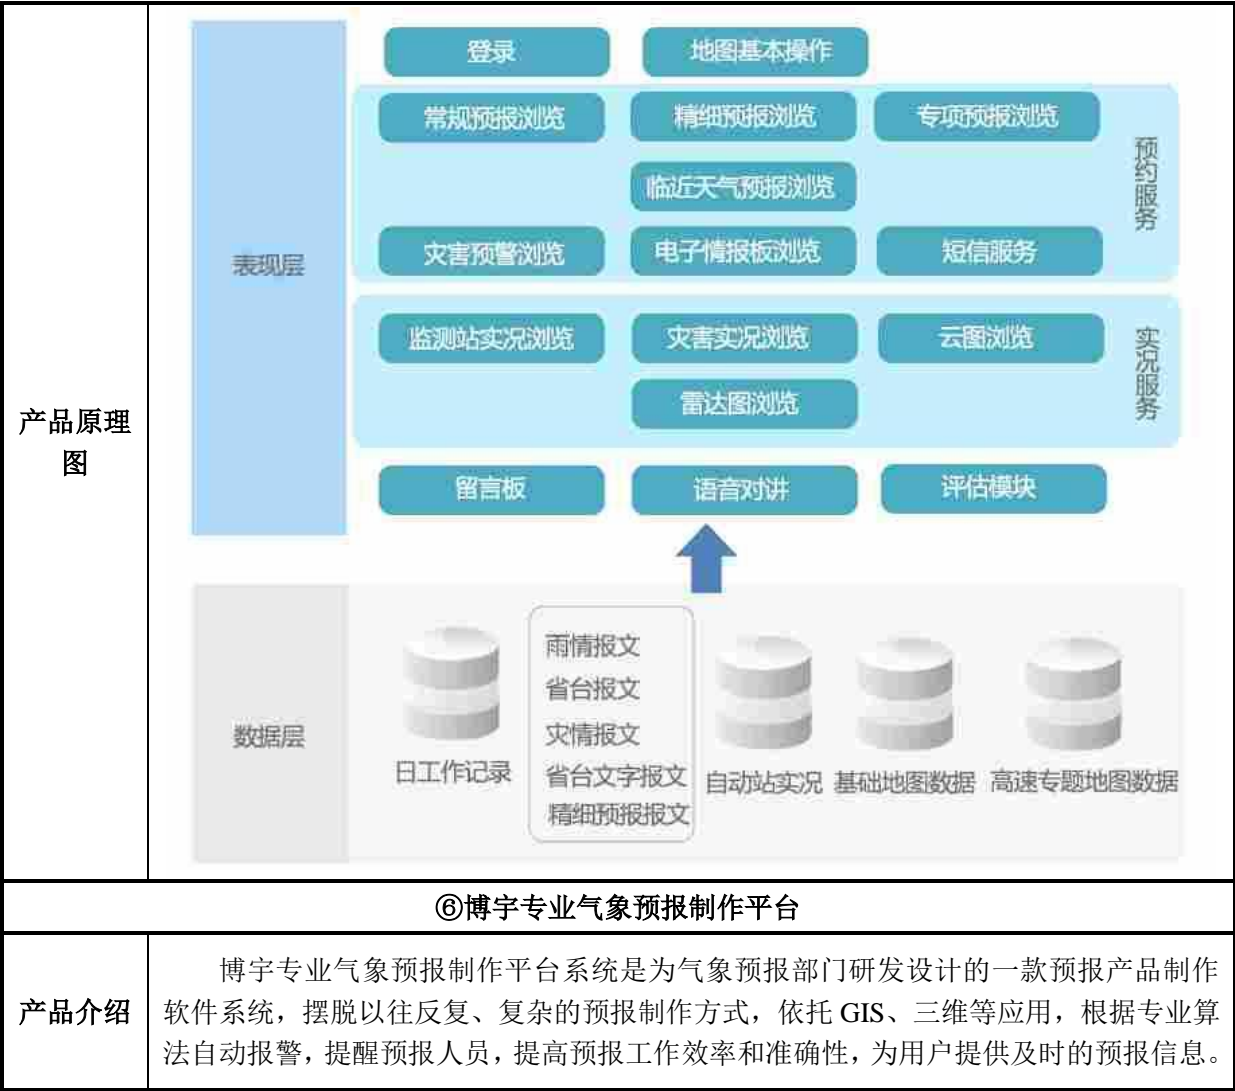 产品原理
图
表现层
登录
地图基本操作
常规预报浏览
精细预报浏览
专项预报浏览
临近天气预报浏览
灾害预警浏览
电子情报板浏览
短信服务
预约服务
监测站实况浏览
灾害实况浏览
云图浏览
雷达图浏览
实况服务
留言板
语音对讲
评估模块
数据层
日工作记录
雨情报文
省台报文
灾情报文
省台文字报文
精细预报报文
自动站实况
基础地图数据
高速专题地图数据
⑥博宇专业气象预报制作平台
产品介绍
博宇专业气象预报制作平台系统是为气象预报部门研发设计的一款预报产品制作
软件系统，摆脱以往反复、复杂的预报制作方式，依托 GIS、三维等应用，根据专业算
法自动报警，提醒预报人员，提高预报工作效率和准确性，为用户提供及时的预报信息。